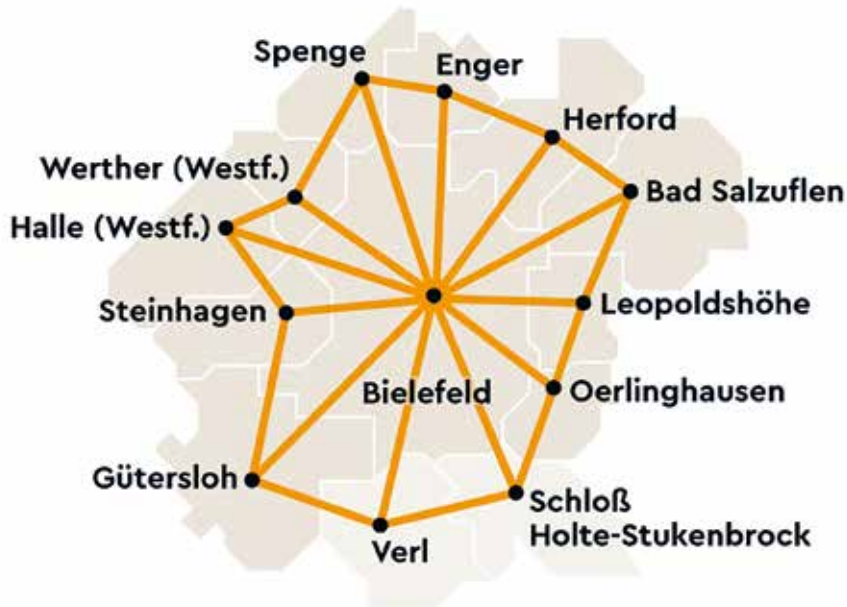 Spenge
Enger
Herford
Werther (Westf.)
Bad Salzuflen
Halle (Westf.)
Steinhagen
Leopoldshöhe
Bielefeld
Oerlinghausen
Gütersloh
Schloß
Holte-Stukenbrock
Verl